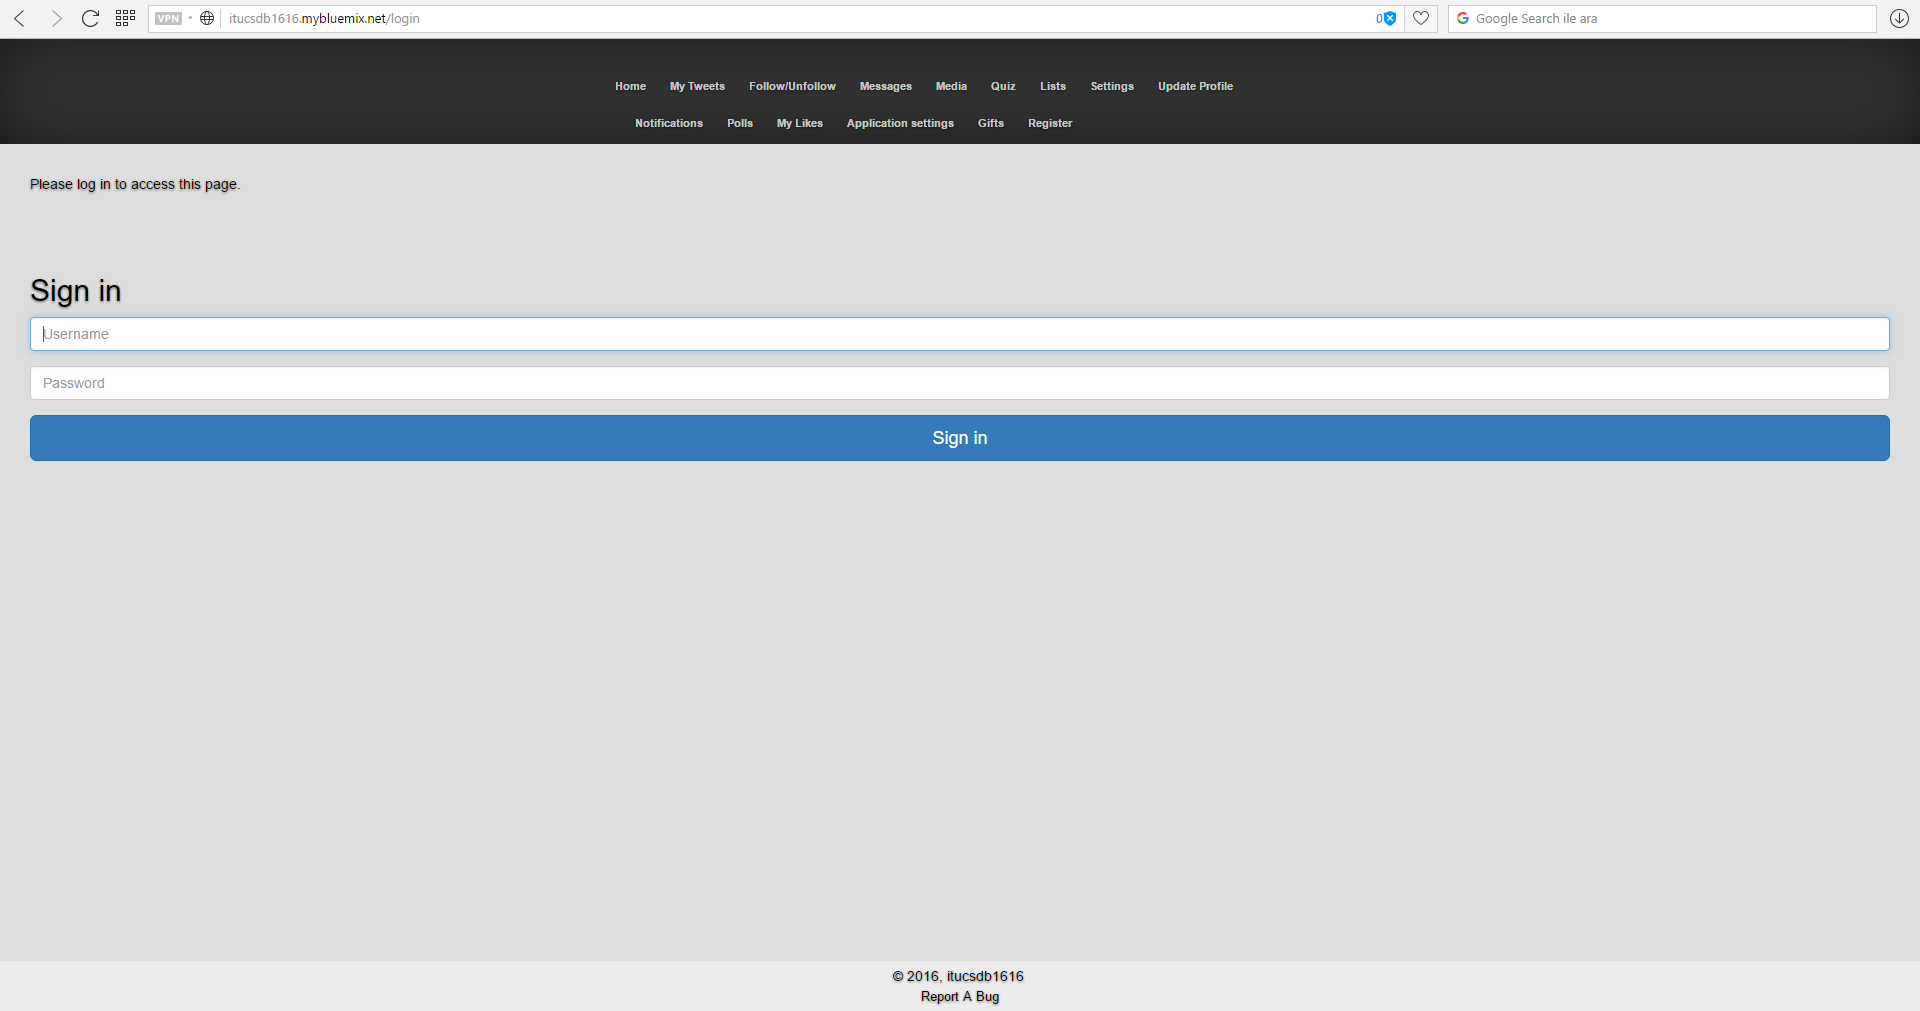 VPN itucsdb1616.mybluemix.net/login 0 Google Search ile ara
Home My Tweets Follow/Unfollow Messages Media Quiz Lists Settings Update Profile
Notifications Polls My Likes Application settings Gifts Register
Please log in to access this page.
Sign in
Username
Password
Sign in
© 2016, itucsdb1616
Report A Bug